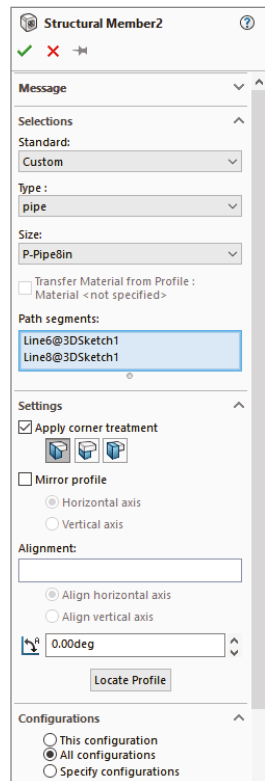 Structural Member2
Message
Selections
Standard:
Custom
Type :
pipe
Size:
P-Pipe8in
Transfer Material from Profile :
Material <not specified>
Path segments:
Line6@3DSketch1
Line8@3DSketch1
Settings
Apply corner treatment
Mirror profile
Horizontal axis
Vertical axis
Alignment:
Align horizontal axis
Align vertical axis
0.00deg
Locate Profile
Configurations
This configuration
All configurations
Specify configurations